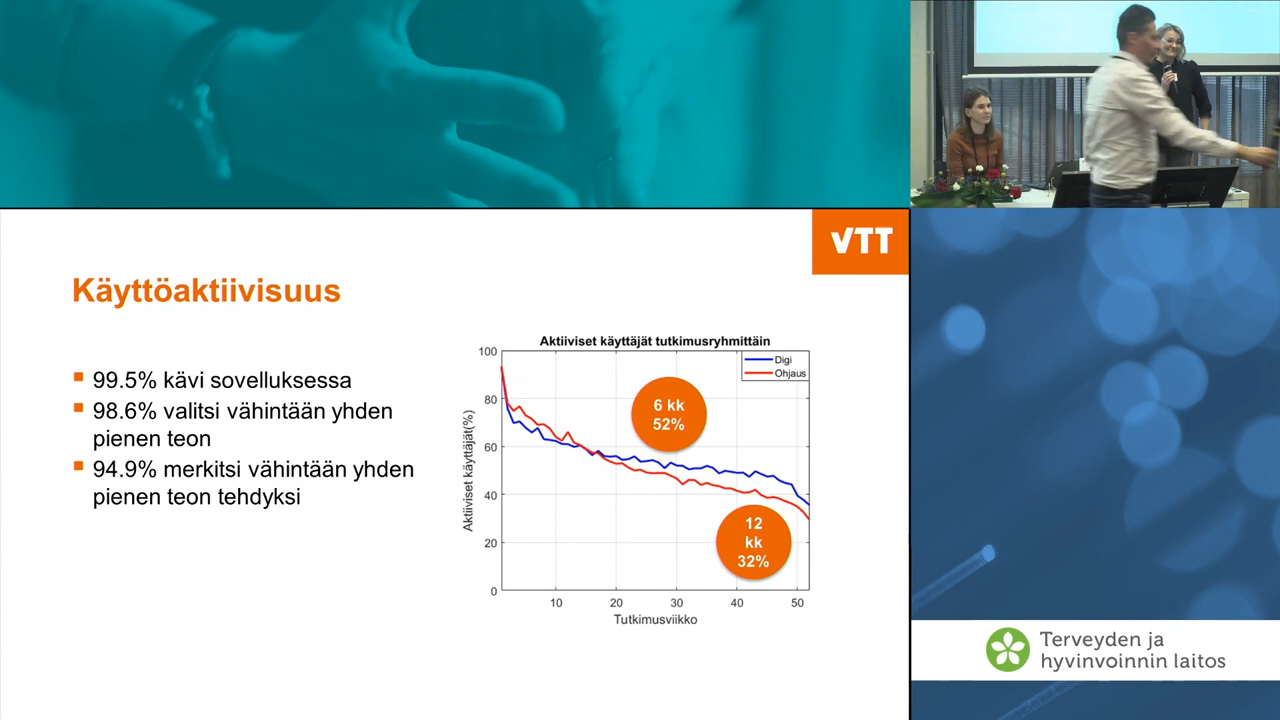 VTT
Käyttöaktiivisuus
99.5% kävi sovelluksessa
98.6% valitsi vähintään yhden
pienen teon
94.9% merkitsi vähintään yhden
pienen teon tehdyksi
Aktiiviset käyttäjät tutkimusryhmittäin
Digi
Ohjaus
6 kk
52%
12
kk
32%
Aktiiviset käyttäjät(%)
100
80
60
40
20
0
10 20 30 40 50
Tutkimusviikko
Terveyden ja
hyvinvoinnin laitos